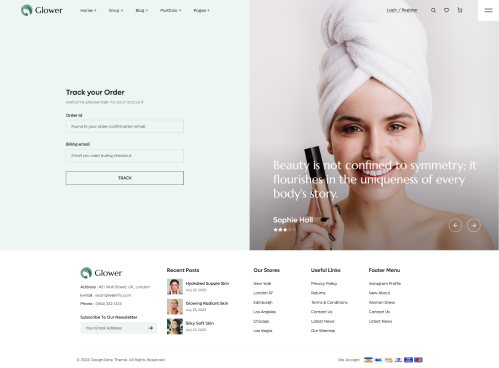 Glower
Home + Shop + Blog + Portfolio + Pages +
Login / Register
Track your Order
welcome please login to your account
Order Id
Found in your order confirmation email.
Billing email
Email you used during checkout.
TRACK
Beauty is not confined to symmetry; it
flourishes in the uniqueness of every
body's story.
Sophie Hall
Glower
Address : 451 Wall Street, UK, London
E-mail : example@info.com
Phone : (064) 332-1233
Subscribe To Our Newsletter
Your Email Address
Recent Posts
Hydrated Supple Skin
July 23, 2023
Glowing Radiant Skin
July 23, 2023
Silky Soft Skin
July 23, 2023
Our Stores
New York
London SF
Edinburgh
Los Angeles
Chicago
Las Vegas
Useful Links
Privacy Policy
Returns
Terms & Conditions
Contact Us
Latest News
Our Sitemap
Footer Menu
Instagram Profile
New About
Woman Dress
Contact Us
Latest News
© 2024 DesignZone Theme. All Rights Reserved.
We Accept: